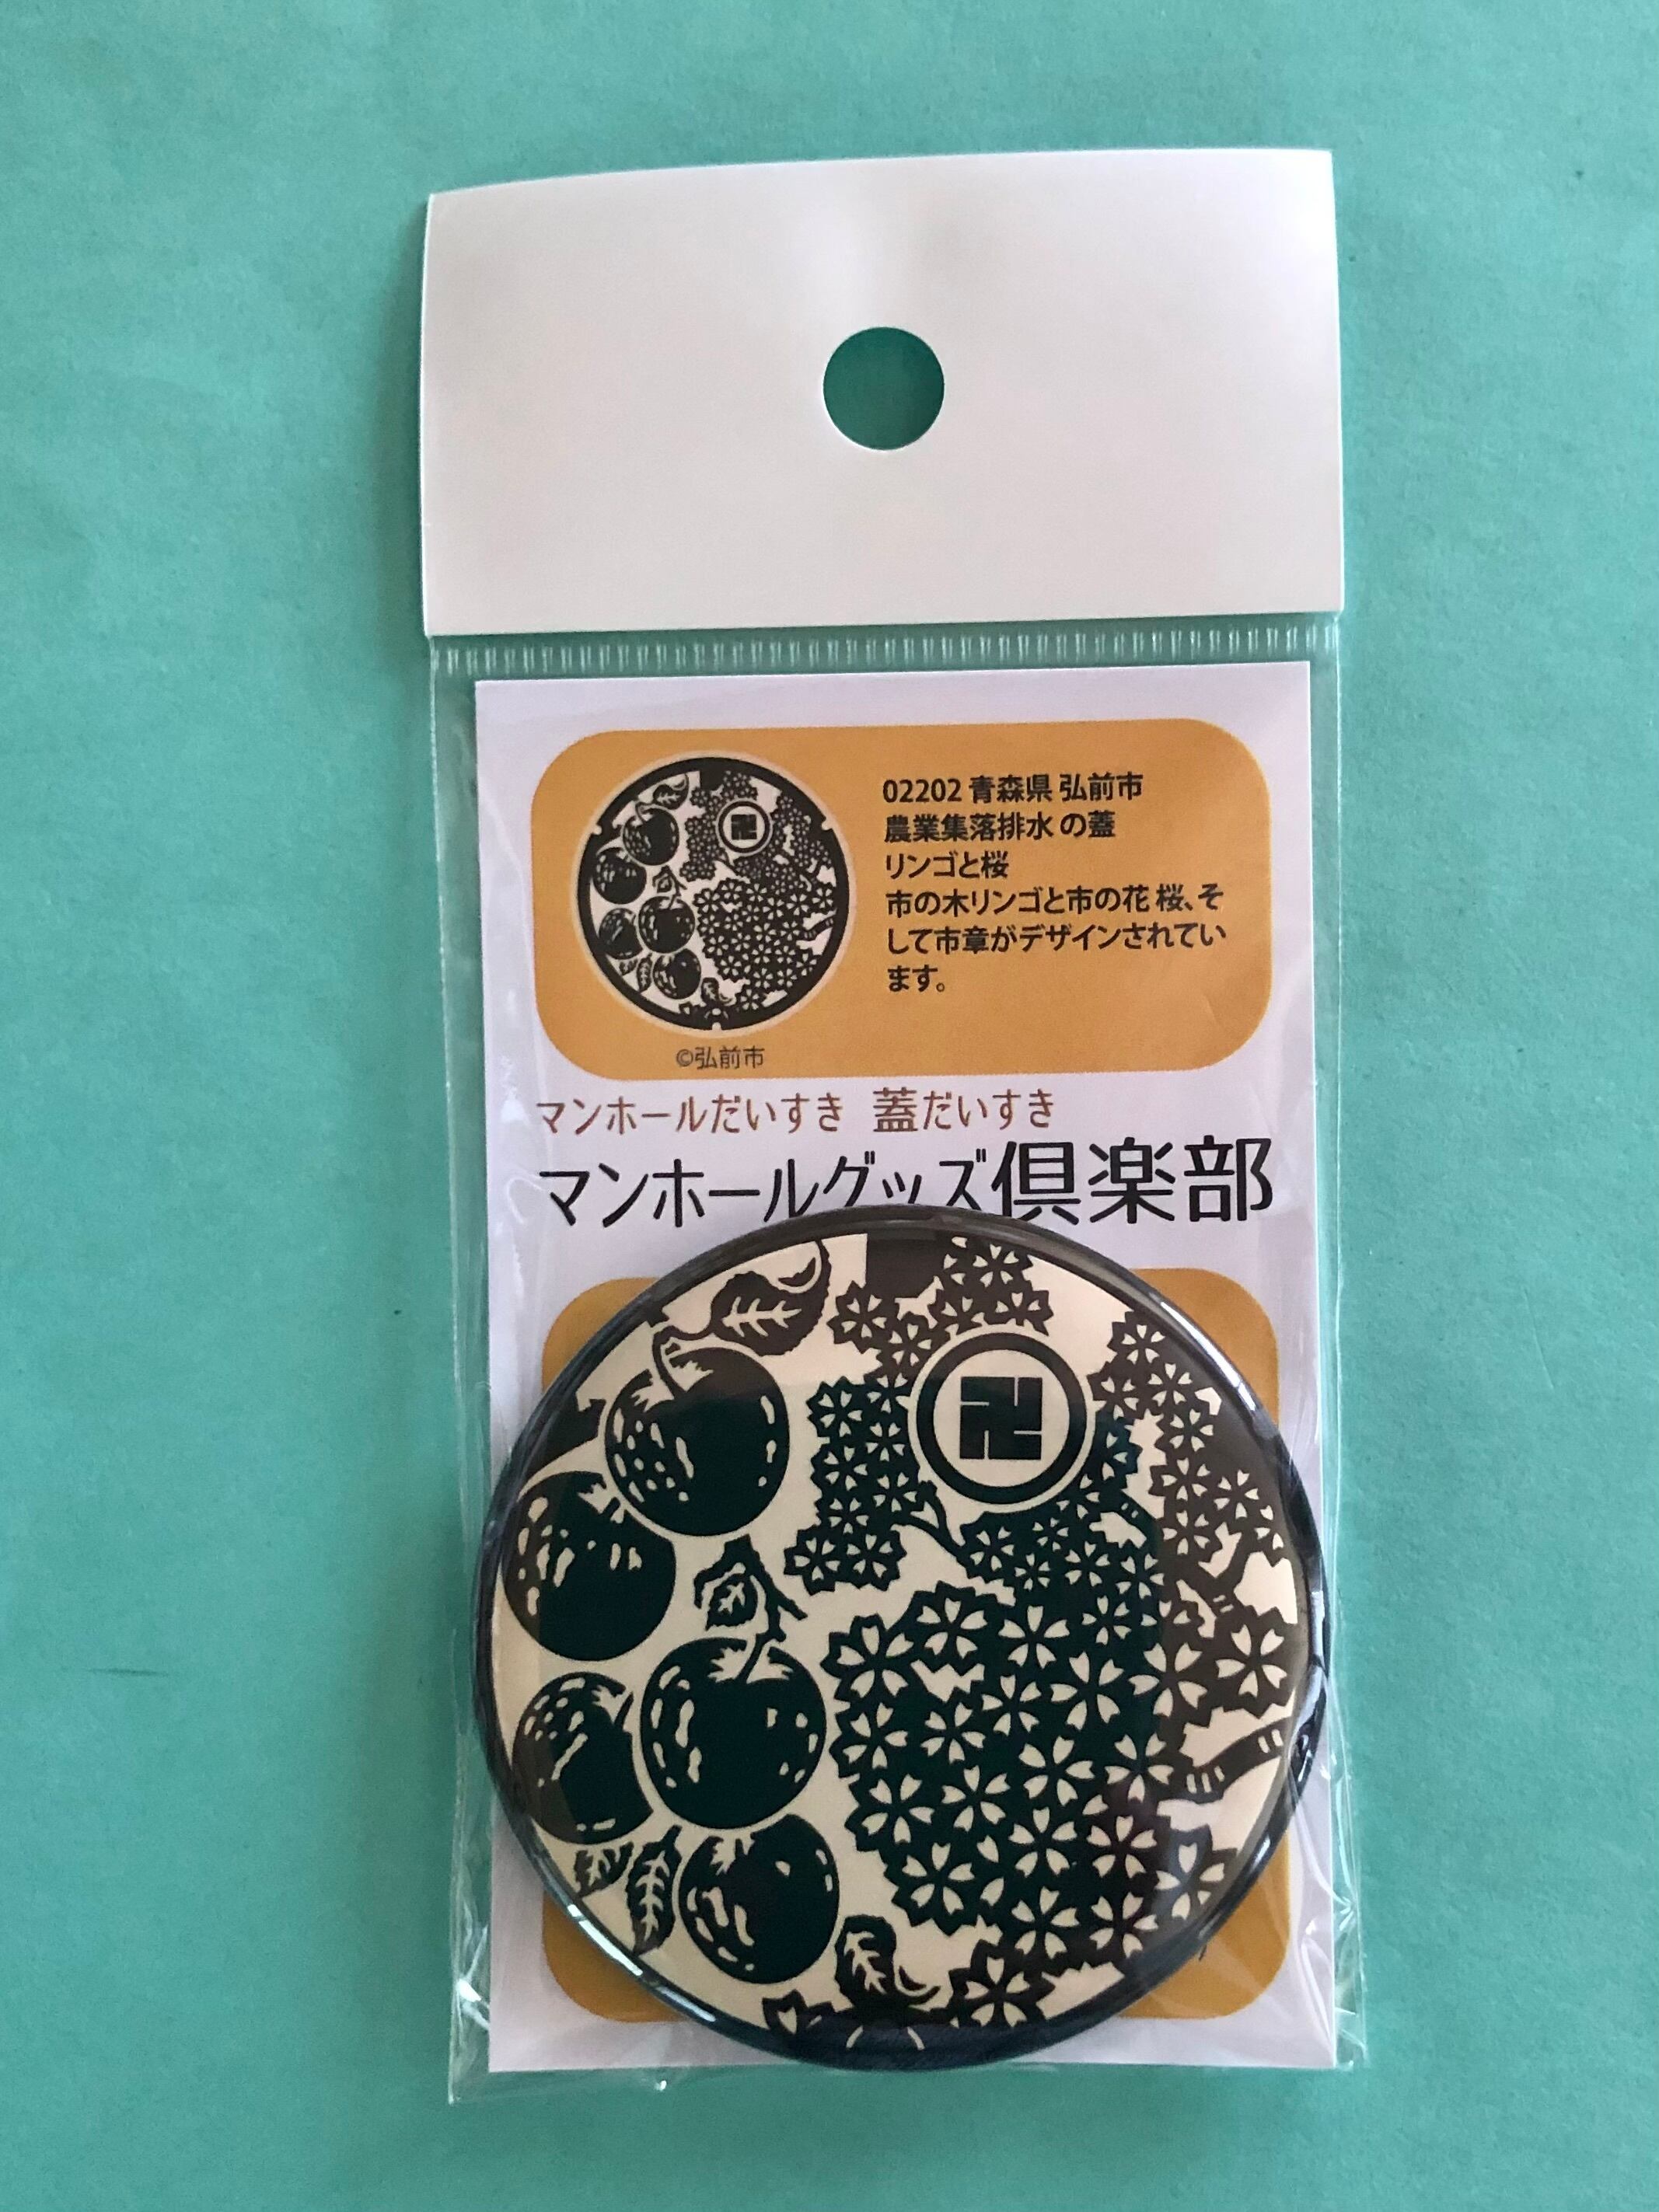 02202 青森県 弘前市
農業集落排水 の蓋
リンゴと桜
市の木リンゴと市の花 桜、そ
して市章がデザインされてい
ます。
©弘前市
マンホールだいすき 蓋だいすき
マンホールグッズ倶楽部
卍